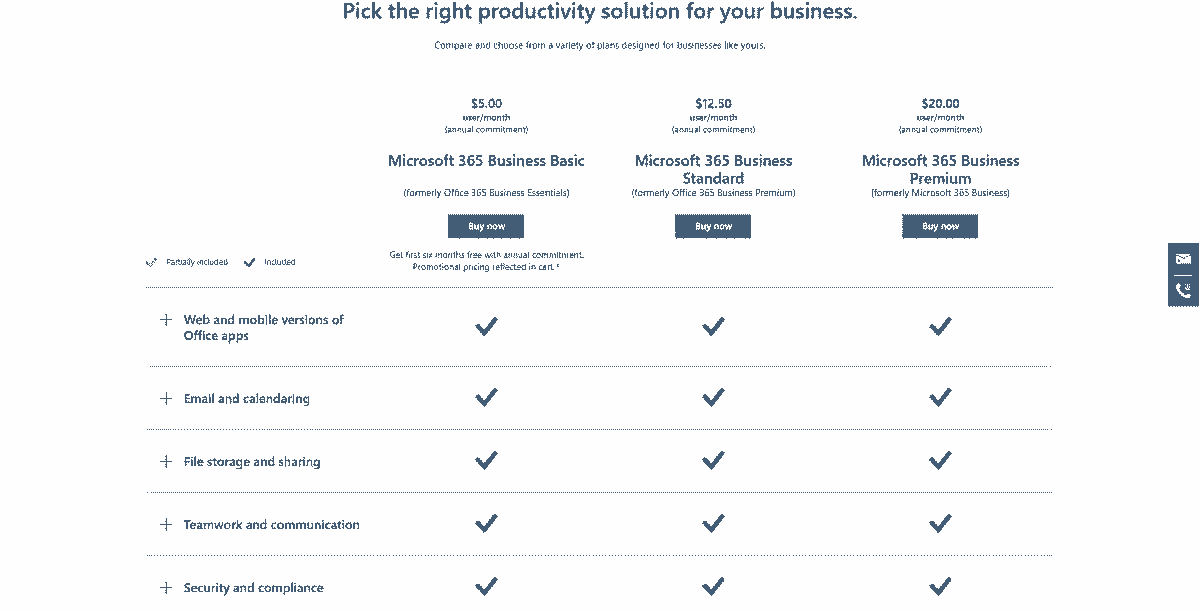 Pick the right productivity solution for your business.
Compare and choose from a variety of plans designed for businesses like yours.
$5.00
user/month
(annual commitment)
$12.50
user/month
(annual commitment)
$20.00
user/month
(annual commitment)
Microsoft 365 Business Basic
(formerly Office 365 Business Essentials)
Microsoft 365 Business
Standard
(formerly Office 365 Business Premium)
Microsoft 365 Business
Premium
(formerly Microsoft 365 Business)
Buy now
Buy now
Buy now
Get first six months free with annual commitment.
Promotional pricing reflected in cart.
Partially included
Included
Web and mobile versions of
Office apps
Email and calendaring
File storage and sharing
Teamwork and communication
Security and compliance